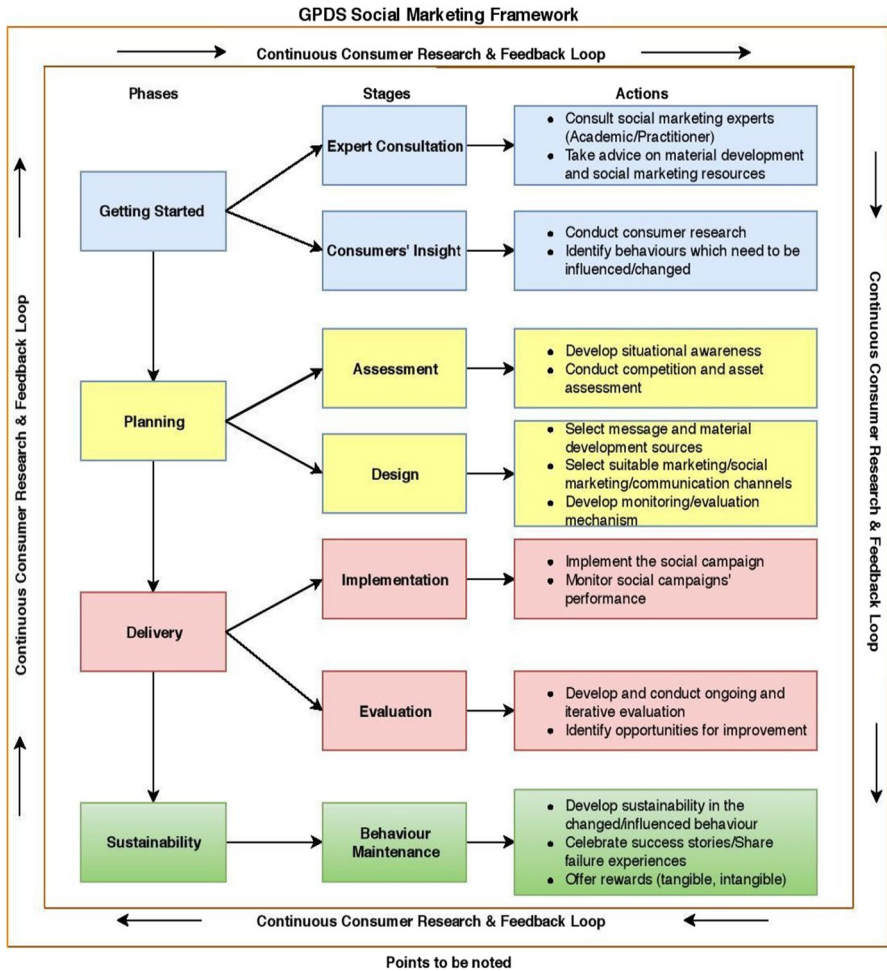 GPDS Social Marketing Framework
Continuous Consumer Research & Feedback Loop
Phases
Stages
Actions
Getting Started
Expert Consultation
Consult social marketing experts
(Academic/Practitioner)
Take advice on material development
and social marketing resources
Consumers' Insight
Conduct consumer research
Identify behaviours which need to be
influenced/changed
Planning
Assessment
Develop situational awareness
Conduct competition and asset
assessment
Design
Select message and material
development sources
Select suitable marketing/social
marketing/communication channels
Develop monitoring/evaluation
mechanism
Delivery
Implementation
Implement the social campaign
Monitor social campaigns'
performance
Evaluation
Develop and conduct ongoing and
iterative evaluation
Identify opportunities for improvement
Sustainability
Behaviour
Maintenance
Develop sustainability in the
changed/influenced behaviour
Celebrate success stories/Share
failure experiences
Offer rewards (tangible, intangible)
Continuous Consumer Research & Feedback Loop
Continuous Consumer Research & Feedback Loop
Continuous Consumer Research & Feedback Loop
Points to be noted